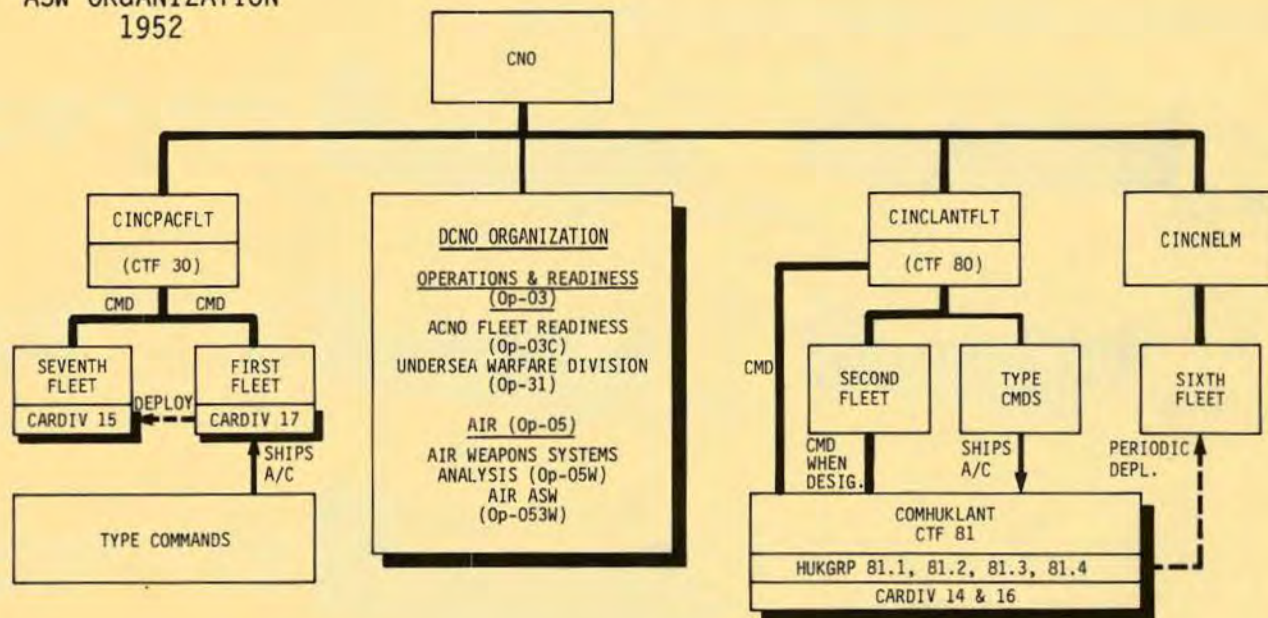 ASW ORGANIZATION
1952
CNO
CINCPACFLT
(CTF 30)
CMD CMD
SEVENTH
FLEET
CARDIV 15
DEPLOY
FIRST
FLEET
CARDIV 17
SHIPS
A/C
TYPE COMMANDS
DCNO ORGANIZATION
OPERATIONS & READINESS
(Op-03)
ACNO FLEET READINESS
(Op-03C)
UNDERSEA WARFARE DIVISION
(Op-31)
AIR (Op-05)
AIR WEAPONS SYSTEMS
ANALYSIS (Op-05W)
AIR ASW
(Op-053W)
CINCLANTFLT
(CTF 80)
CMD
SECOND
FLEET
TYPE
CMDS
CMD
WHEN
DESIG.
SHIPS
A/C
COMHUKLANT
CTF 81
HUKGRP 81.1, 81.2, 81.3, 81.4
CARDIV 14 & 16
CINCNELM
SIXTH
FLEET
PERIODIC
DEPL.